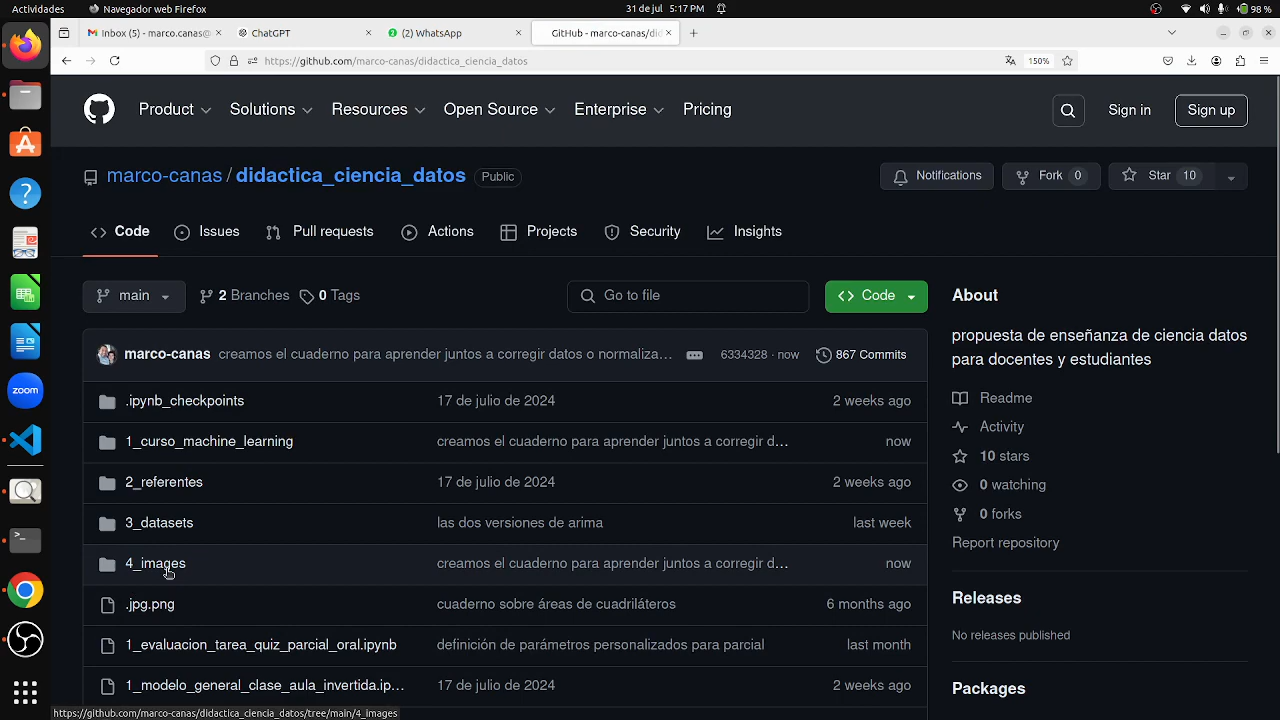 Actividades
Navegador web Firefox
31 de jul 5:17 PM
98 %
Inbox (5) - marco.canas@
ChatGPT
(2) WhatsApp
GitHub - marco-canas/di
https://github.com/marco-canas/didactica_ciencia_datos
150%
Product
Solutions
Resources
Open Source
Enterprise
Pricing
Sign in
Sign up
marco-canas / didactica_ciencia_datos
Public
Notifications
Fork 0
Star 10
Code
Issues
Pull requests
Actions
Projects
Security
Insights
main
2 Branches
0 Tags
Go to file
Code
About
propuesta de enseñanza de ciencia datos
para docentes y estudiantes
marco-canas creamos el cuaderno para aprender juntos a corregir datos o normaliza... 6334328 · now 867 Commits
.ipynb_checkpoints 17 de julio de 2024 2 weeks ago
1_curso_machine_learning creamos el cuaderno para aprender juntos a corregir d... now
2_referentes 17 de julio de 2024 2 weeks ago
3_datasets las dos versiones de arima last week
4_images creamos el cuaderno para aprender juntos a corregir d... now
.jpg.png cuaderno sobre áreas de cuadriláteros 6 months ago
1_evaluacion_tarea_quiz_parcial_oral.ipynb definición de parámetros personalizados para parcial last month
1_modelo_general_clase_aula_invertida.ip... 17 de julio de 2024 2 weeks ago
Readme
Activity
10 stars
0 watching
0 forks
Report repository
Releases
No releases published
Packages
zoom
https://github.com/marco-canas/didactica_ciencia_datos/tree/main/4_images